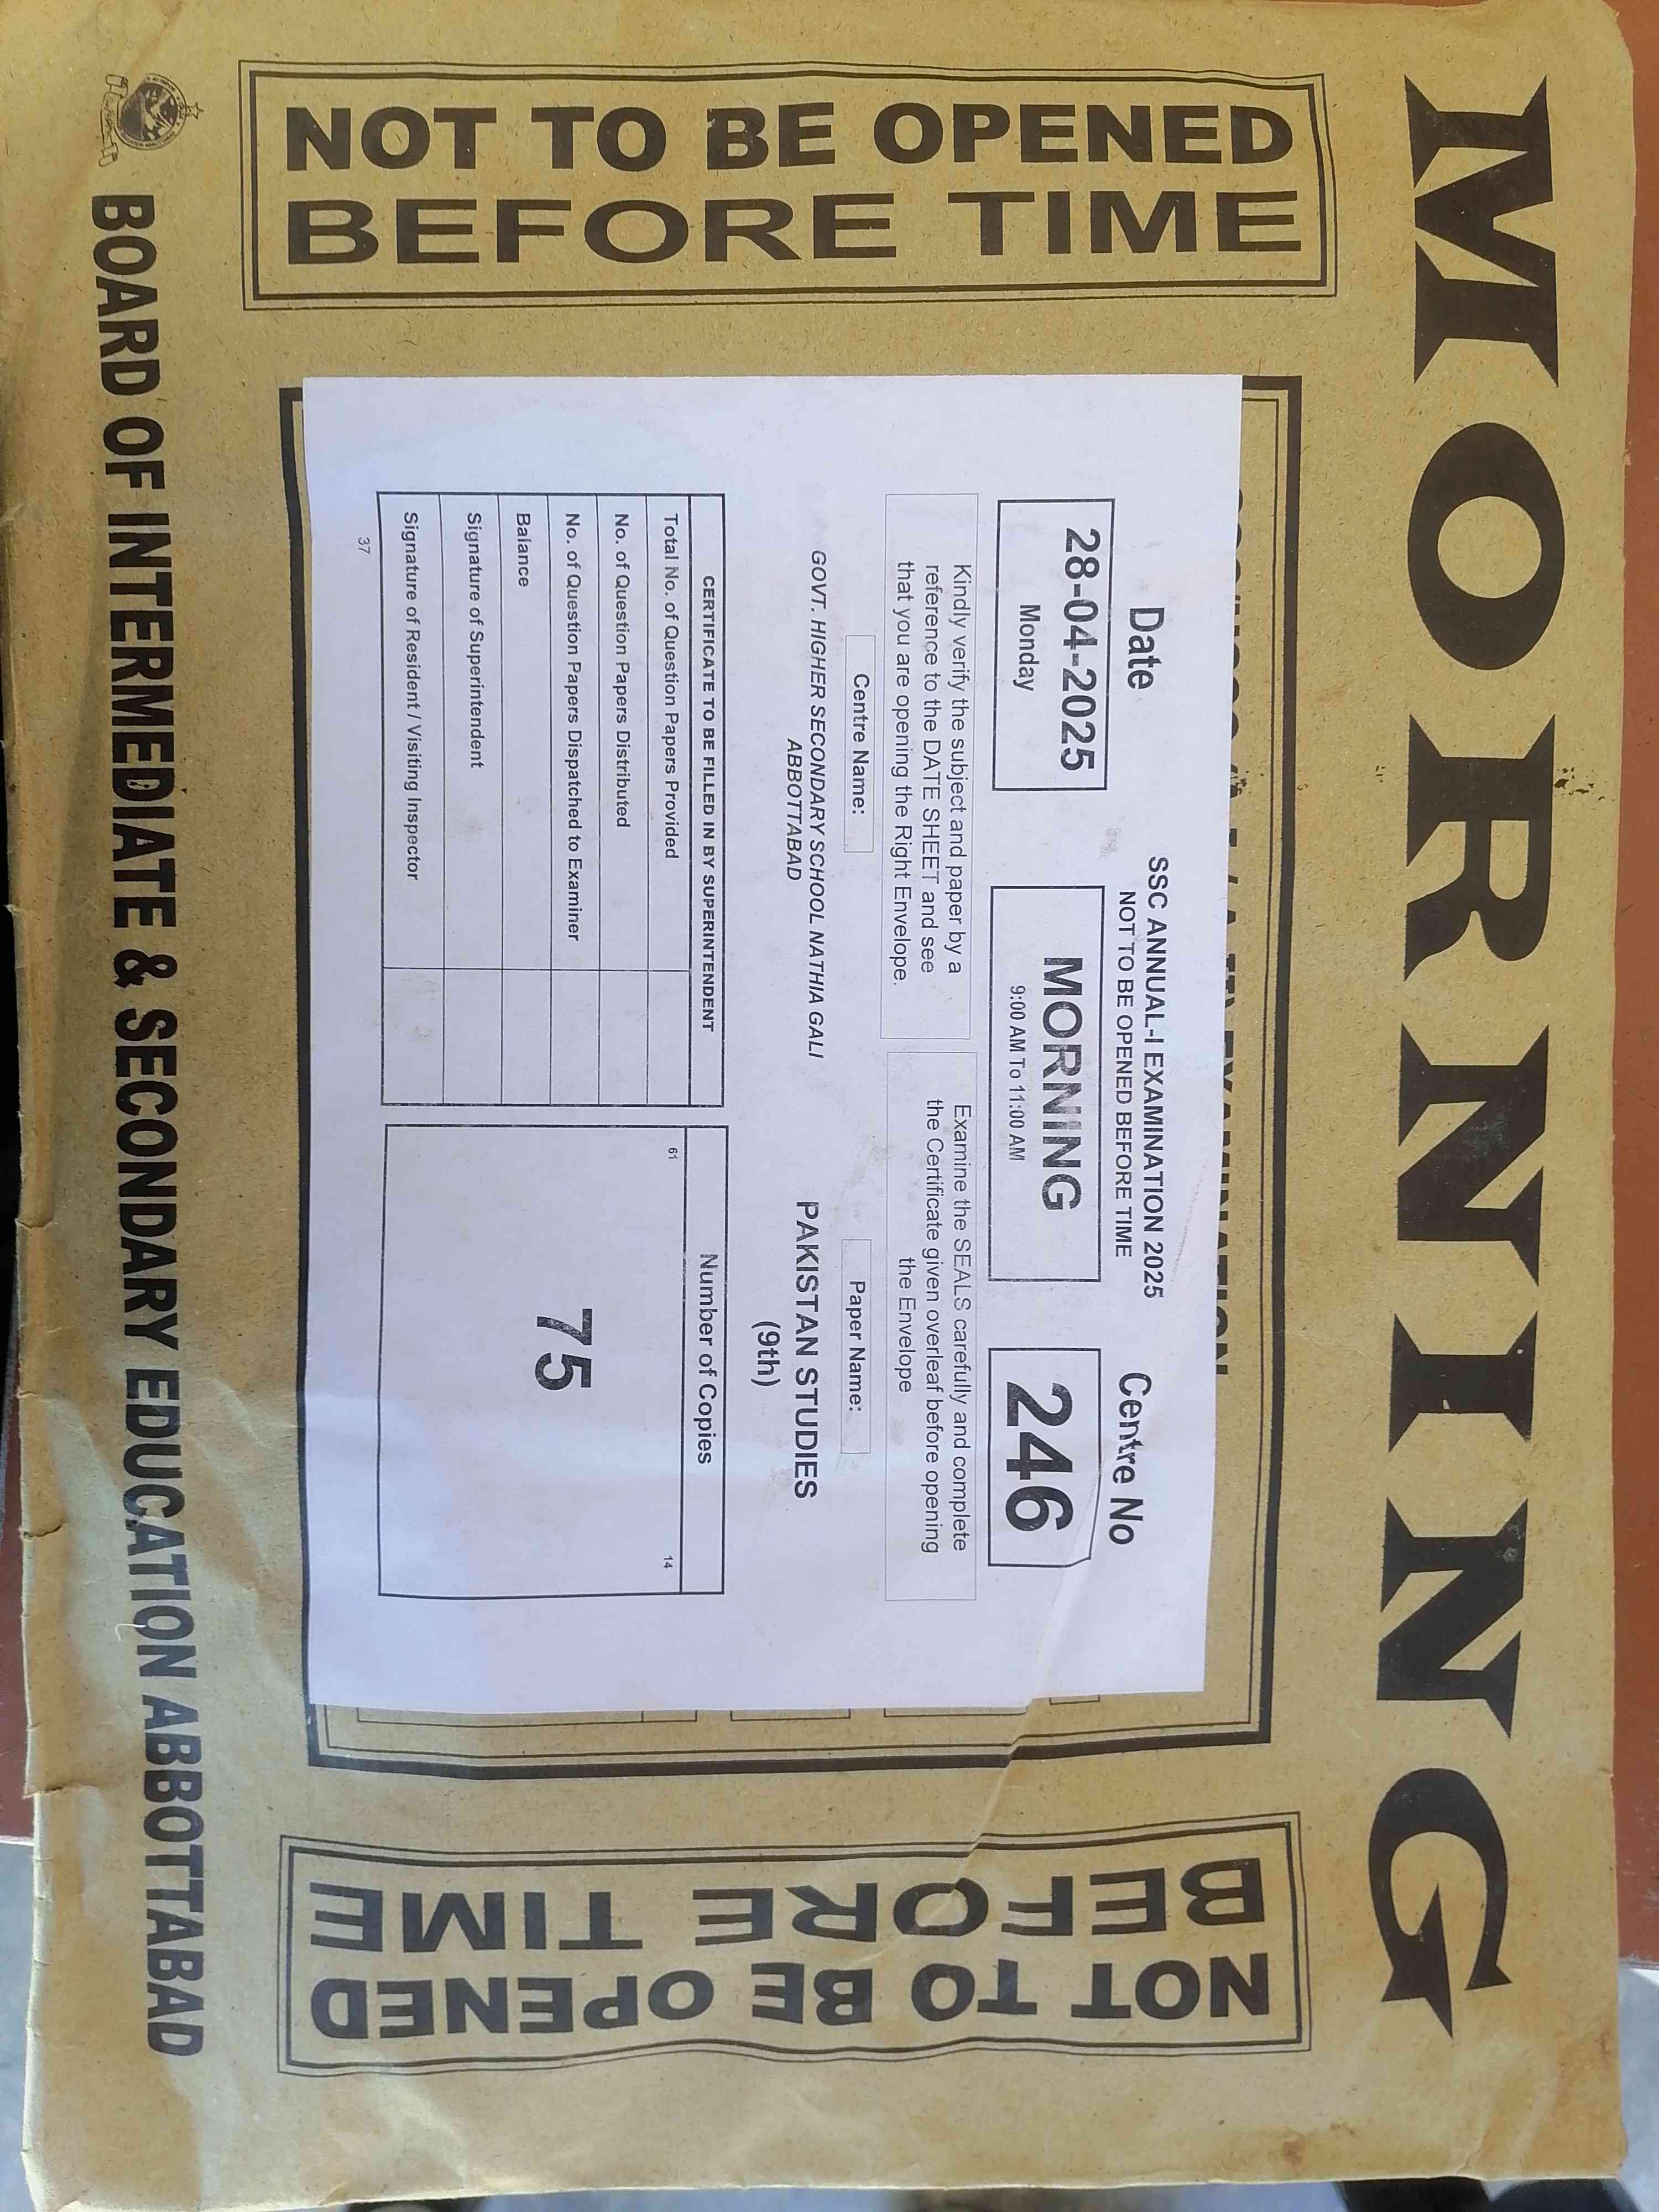 MORNING
NOT TO BE OPENED
BEFORE TIME
SSC ANNUAL-I EXAMINATION 2025
NOT TO BE OPENED BEFORE TIME
Date
28-04-2025
Monday
MORNING
9:00 AM To 11:00 AM
Centre No
246
Kindly verify the subject and paper by a
reference to the DATE SHEET and see
that you are opening the Right Envelope.
Examine the SEALS carefully and complete
the Certificate given overleaf before opening
the Envelope
Centre Name:
GOVT. HIGHER SECONDARY SCHOOL NATHIA GALI
ABBOTTABAD
Paper Name:
PAKISTAN STUDIES
(9th)
CERTIFICATE TO BE FILLED IN BY SUPERINTENDENT
Total No. of Question Papers Provided
No. of Question Papers Distributed
No. of Question Papers Dispatched to Examiner
Balance
Signature of Superintendent
Signature of Resident / Visiting Inspector
37
Number of Copies
61
14
75
NOT TO BE OPENED
BEFORE TIME
BOARD OF INTERMEDIATE & SECONDARY EDUCATION ABBOTTABAD